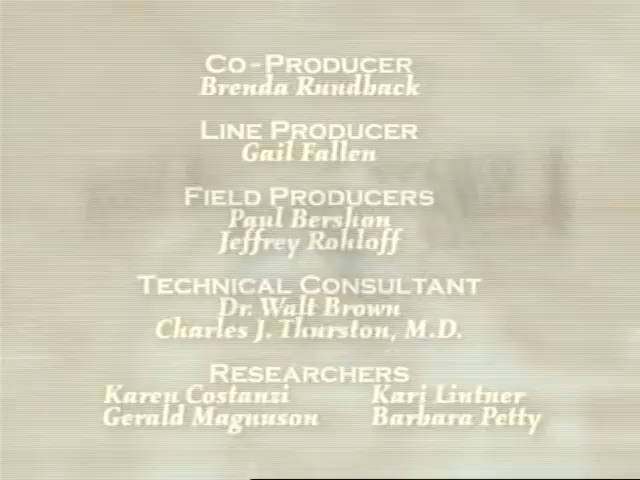 Co-Producer
Brenda Rundback
Line Producer
Gail Fallen
Field Producers
Paul Bershon
Jeffrey Rohloff
Technical Consultant
Dr. Walt Brown
Charles J. Thurston, M.D.
Researchers
Karen Costanzi Kari Lintner
Gerald Magnuson Barbara Petty